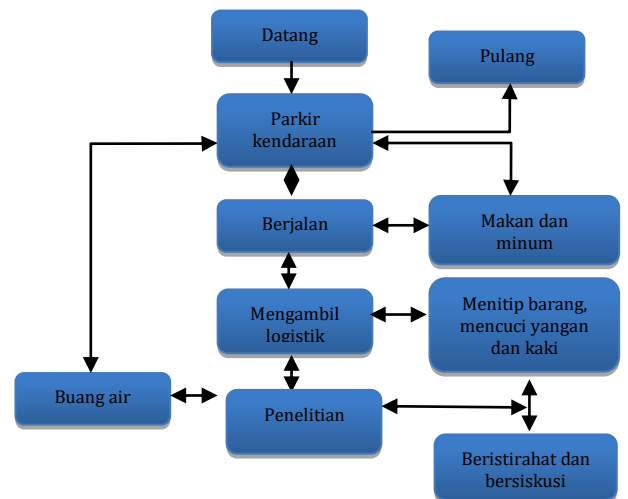 Datang
Pulang
Parkir
kendaraan
Berjalan
Makan dan
minum
Mengambil
logistik
Menitip barang,
mencuci yangan
dan kaki
Buang air
Penelitian
Beristirahat dan
bersiskusi